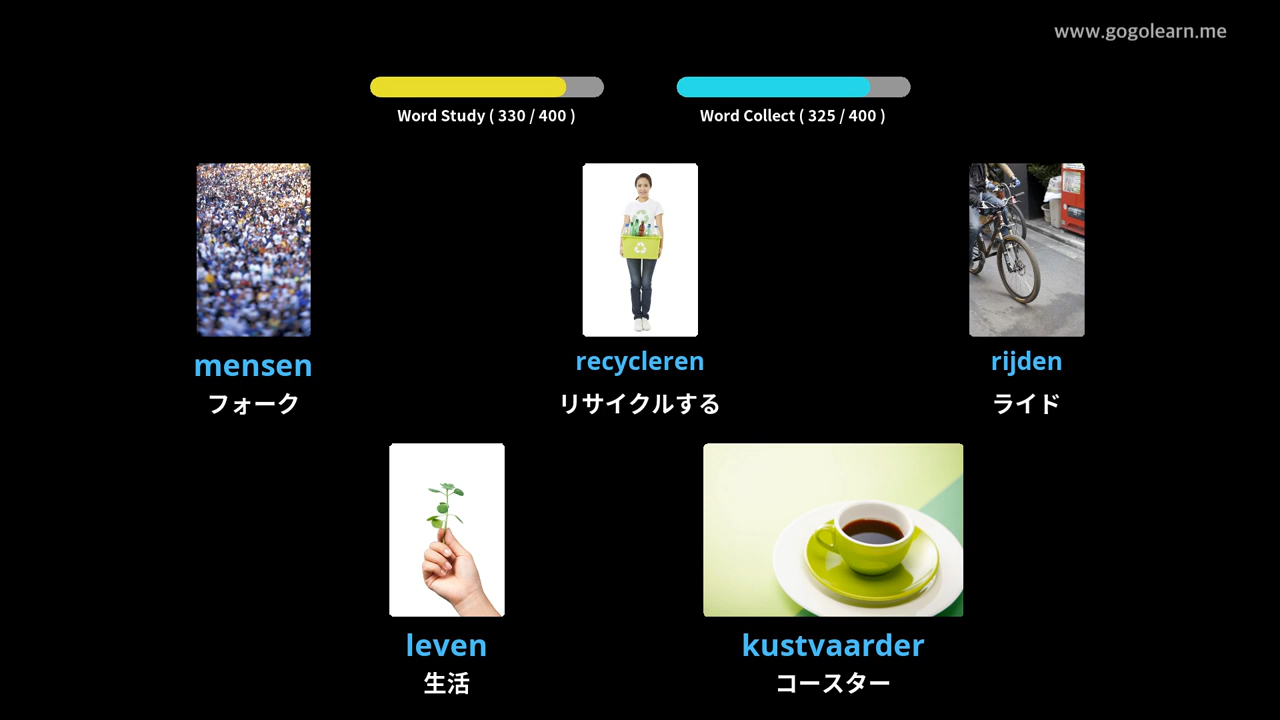 www.gogolearn.me
Word Study ( 330 / 400 )
Word Collect ( 325 / 400 )
mensen
フォーク
recycleren
リサイクルする
rijden
ライド
leven
生活
kustvaarder
コースター